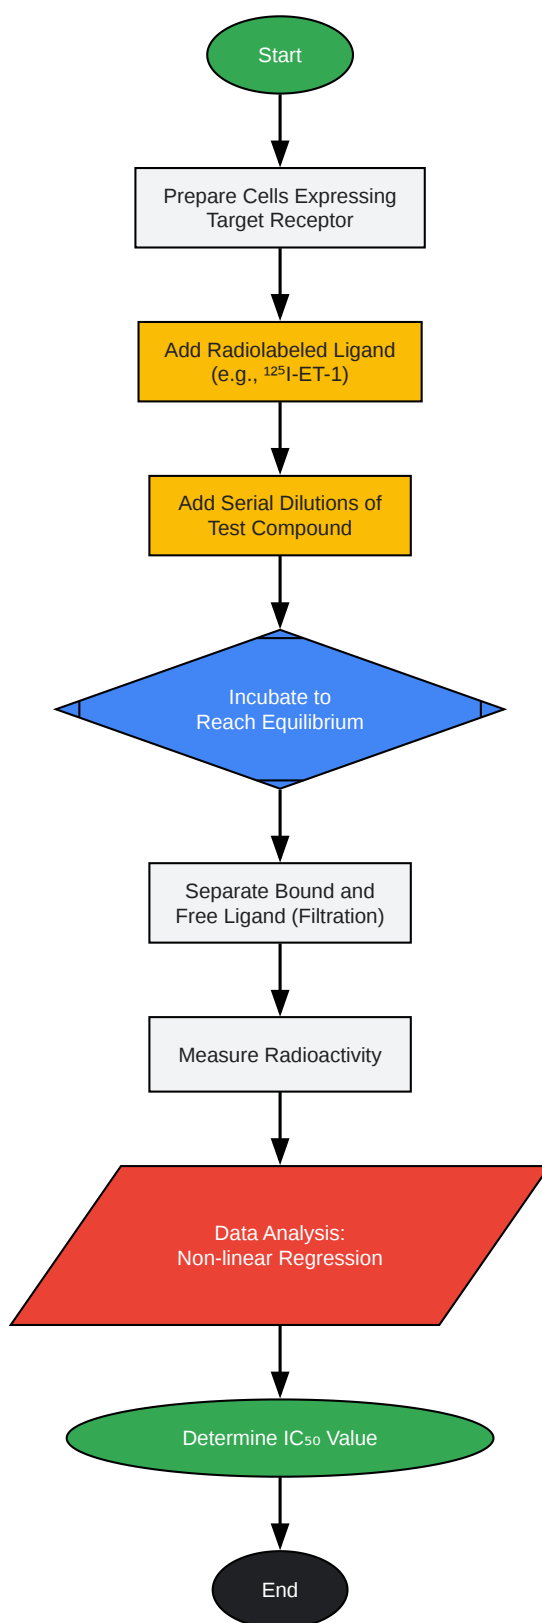 Start
Prepare Cells Expressing
Target Receptor
Add Radiolabeled Ligand
(e.g., ¹²⁵I-ET-1)
Add Serial Dilutions of
Test Compound
Incubate to
Reach Equilibrium
Separate Bound and
Free Ligand (Filtration)
Measure Radioactivity
Data Analysis:
Non-linear Regression
Determine IC₅₀ Value
End